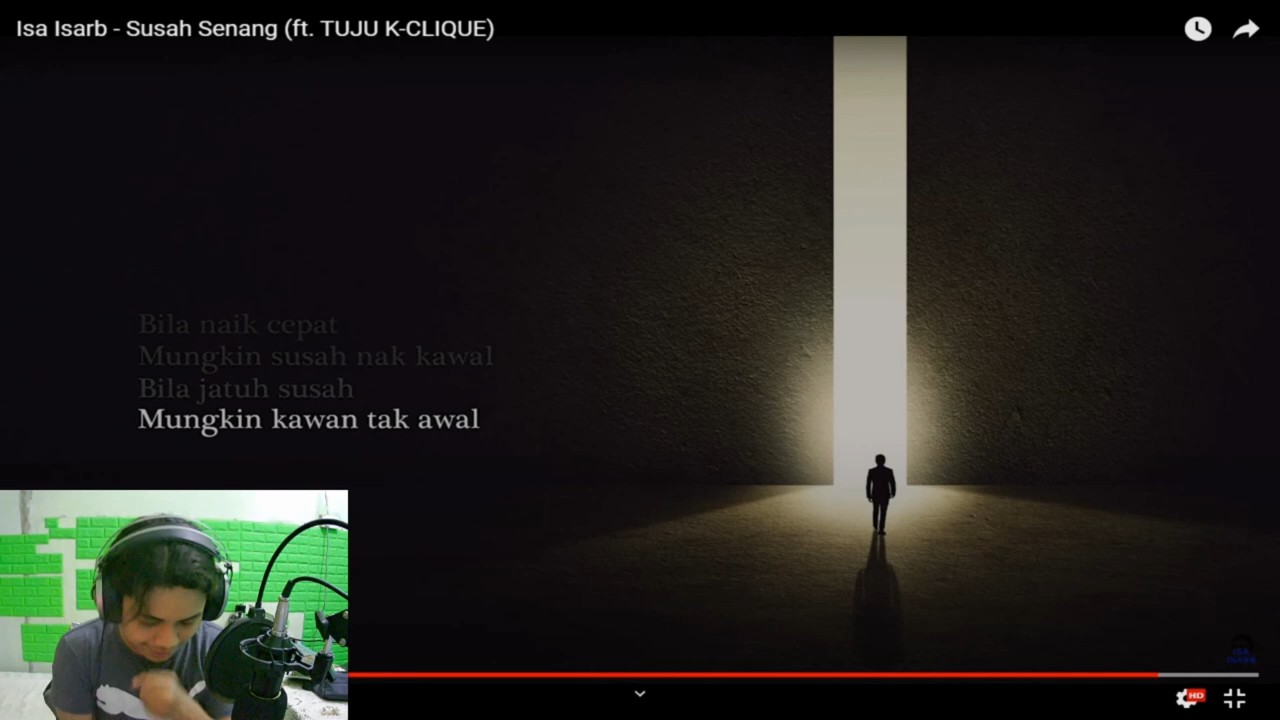 Isa Isarb - Susah Senang (ft. TUJU K-CLIQUE)
Bila naik cepat
Mungkin susah nak kawal
Bila jatuh susah
Mungkin kawan tak awal
ISA
HD